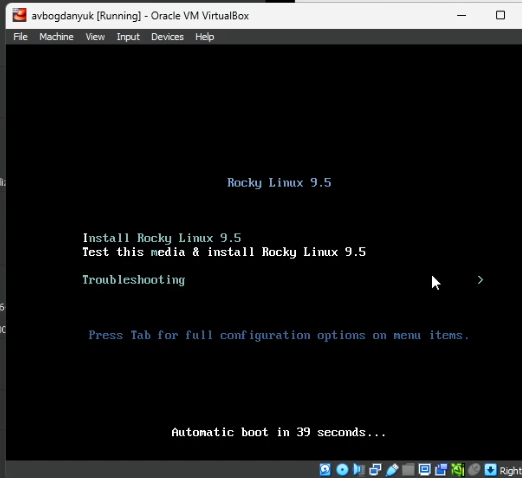 avbogdanyuk [Running] - Oracle VM VirtualBox
File Machine View Input Devices Help
Rocky Linux 9.5
Install Rocky Linux 9.5
Test this media & install Rocky Linux 9.5
Troubleshooting >
Press Tab for full configuration options on menu items.
Automatic boot in 39 seconds...
Right